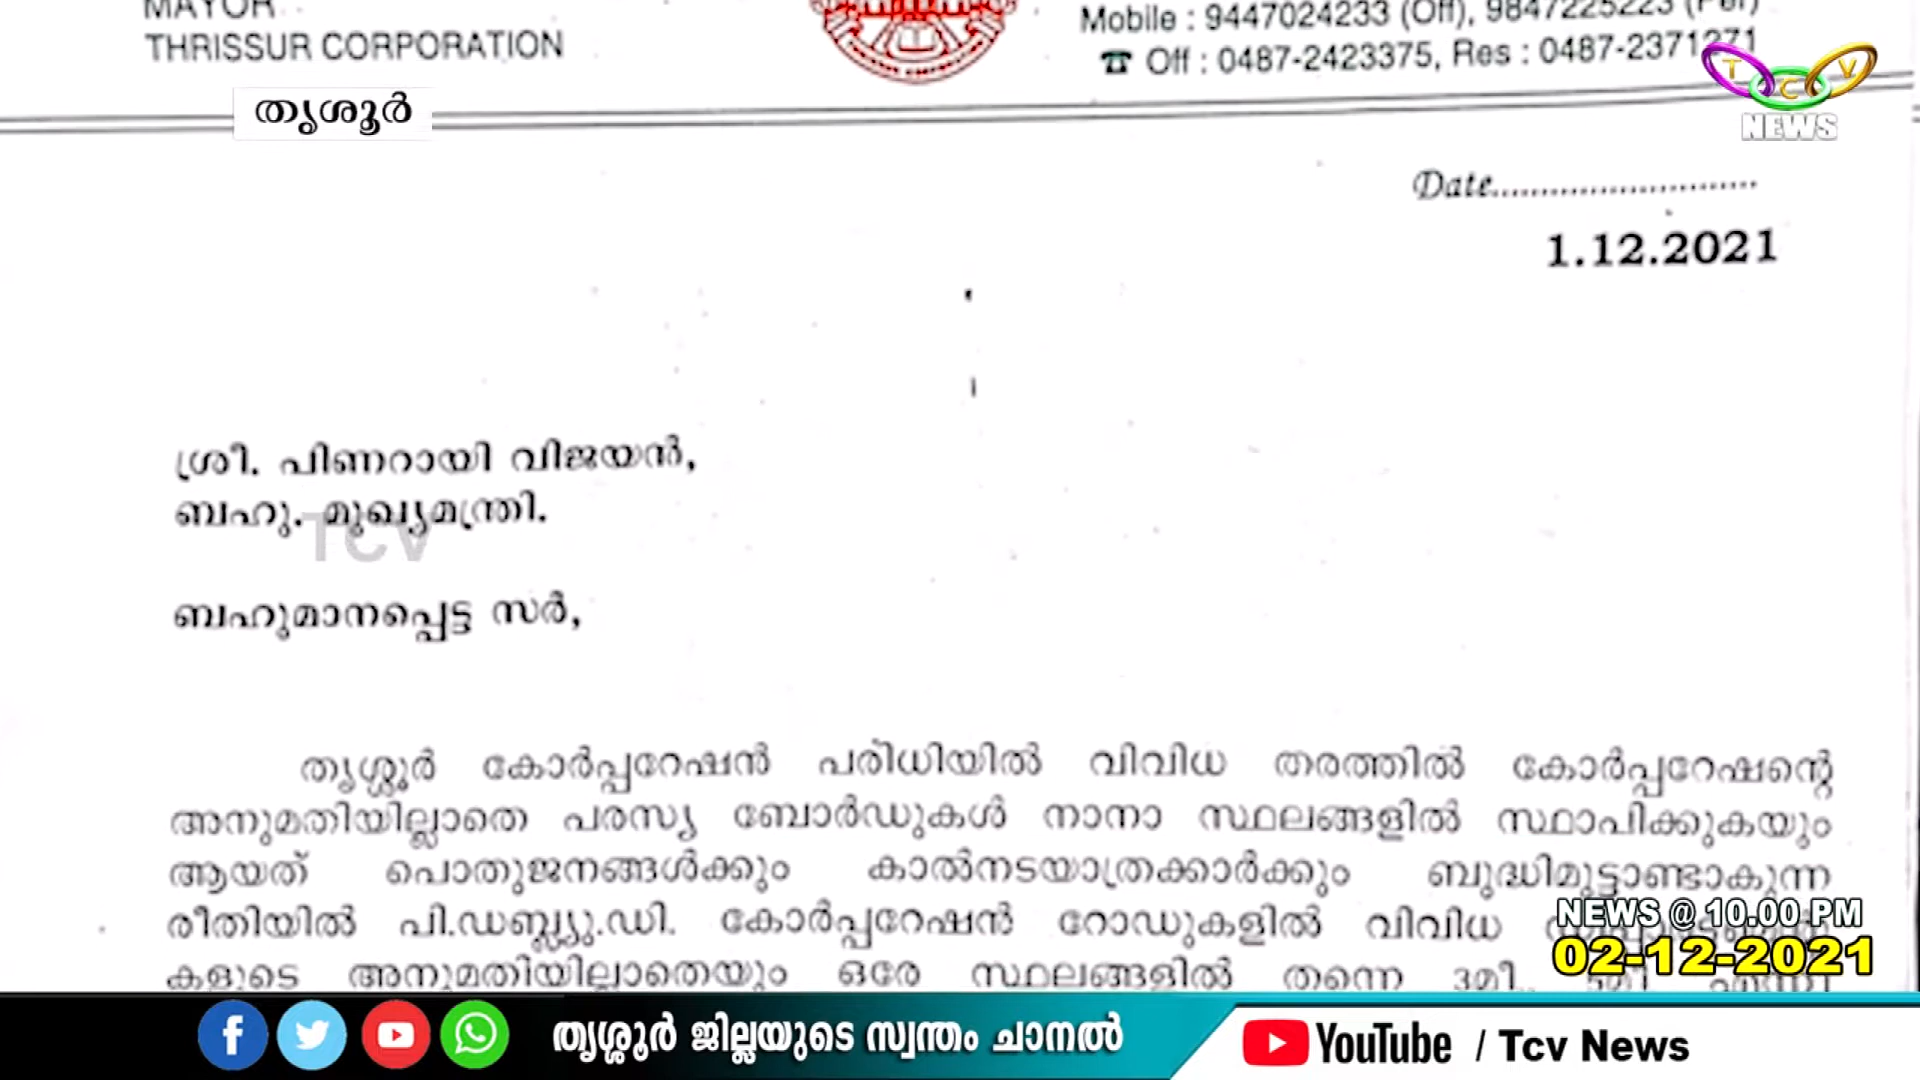 MAYOR
THRISSUR CORPORATION
Mobile : 9447024233 (Off), 9847225223 (Per)
☎ Off : 0487-2423375, Res : 0487-2371271
T C V
NEWS
തൃശൂർ
Date............................
1.12.2021
ശ്രീ. പിണറായി വിജയൻ,
ബഹു. മുഖ്യമന്ത്രി.
TCV
ബഹുമാനപ്പെട്ട സർ,
തൃശ്ശൂർ കോർപ്പറേഷൻ പരിധിയിൽ വിവിധ തരത്തിൽ കോർപ്പറേഷന്റെ
അനുമതിയില്ലാതെ പരസ്യ ബോർഡുകൾ നാനാ സ്ഥലങ്ങളിൽ സ്ഥാപിക്കുകയും
ആയത് പൊതുജനങ്ങൾക്കും കാൽനടയാത്രക്കാർക്കും ബുദ്ധിമുട്ടാണ്ടാകുന്ന
രീതിയിൽ പി.ഡബ്ല്യു.ഡി. കോർപ്പറേഷൻ റോഡുകളിൽ വിവിധ
കളുടെ അനുമതിയില്ലാതെയും ഒരേ സ്ഥലങ്ങളിൽ തന്നെ 3മീ.,
NEWS @ 10.00 PM
02-12-2021
തൃശ്ശൂർ ജില്ലയുടെ സ്വന്തം ചാനൽ
YouTube / Tcv News